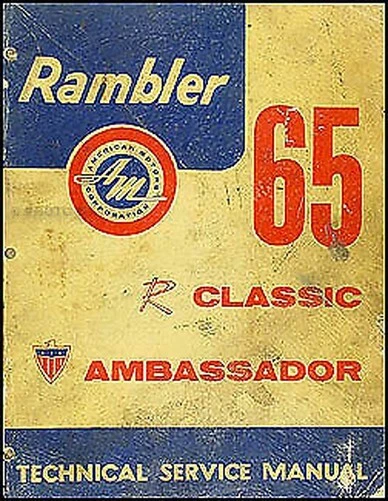 Rambler
65
AMERICAN MOTORS
AM
CORPORATION
R CLASSIC
AMBASSADOR
TECHNICAL SERVICE MANUAL